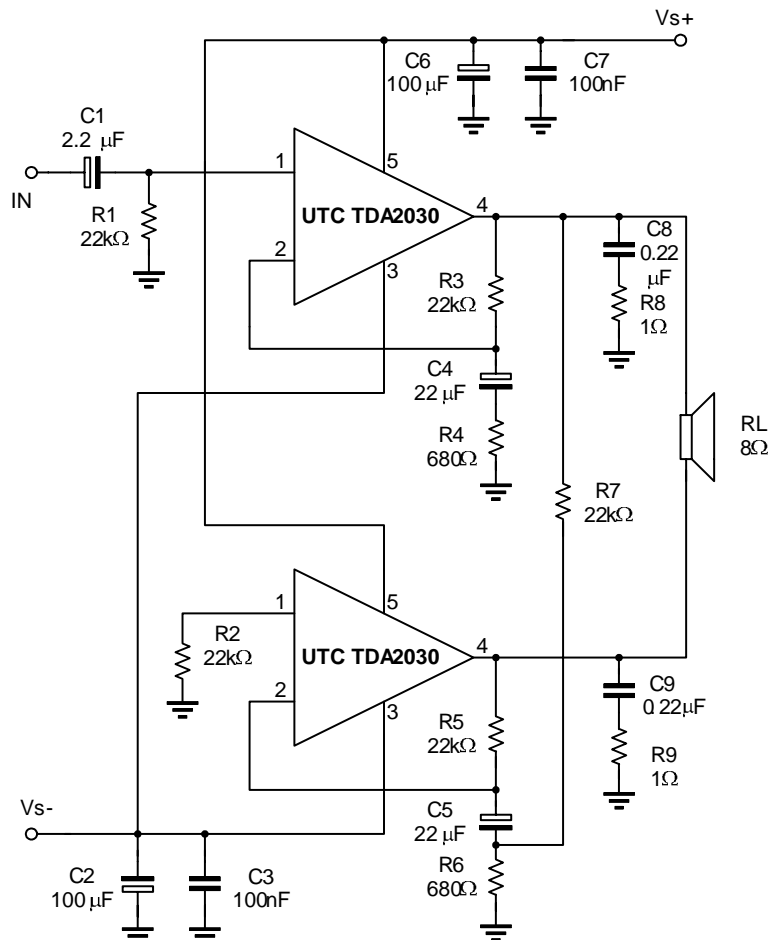 Vs+
C6
100 µF
C7
100nF
C1
2.2 µF
IN
R1
22kΩ
1
5
UTC TDA2030
4
2
3
R3
22kΩ
C8
0.22
µF
R8
1Ω
C4
22 µF
R4
680Ω
RL
8Ω
R7
22kΩ
1
5
R2
22kΩ
UTC TDA2030
4
2
3
C9
0.22µF
R5
22kΩ
R9
1Ω
Vs-
C5
22 µF
C2
100 µF
C3
100nF
R6
680Ω